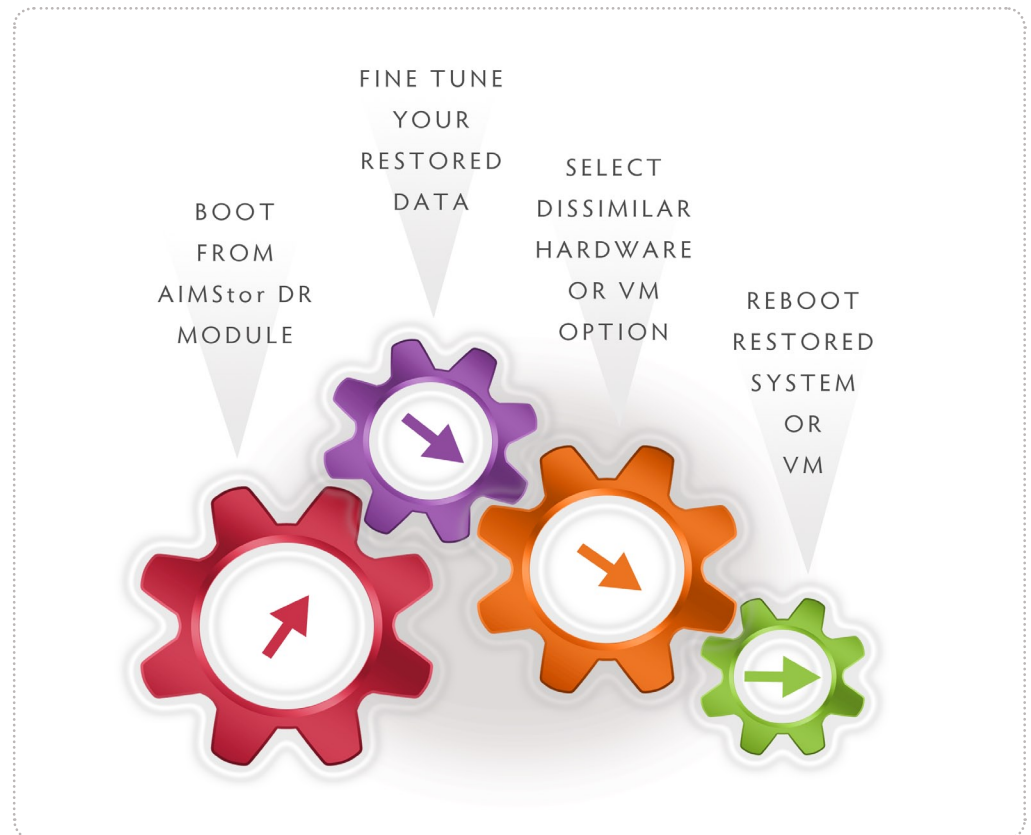 BOOT
FROM
AIMStor DR
MODULE
FINE TUNE
YOUR
RESTORED
DATA
SELECT
DISSIMILAR
HARDWARE
OR VM
OPTION
REBOOT
RESTORED
SYSTEM
OR
VM